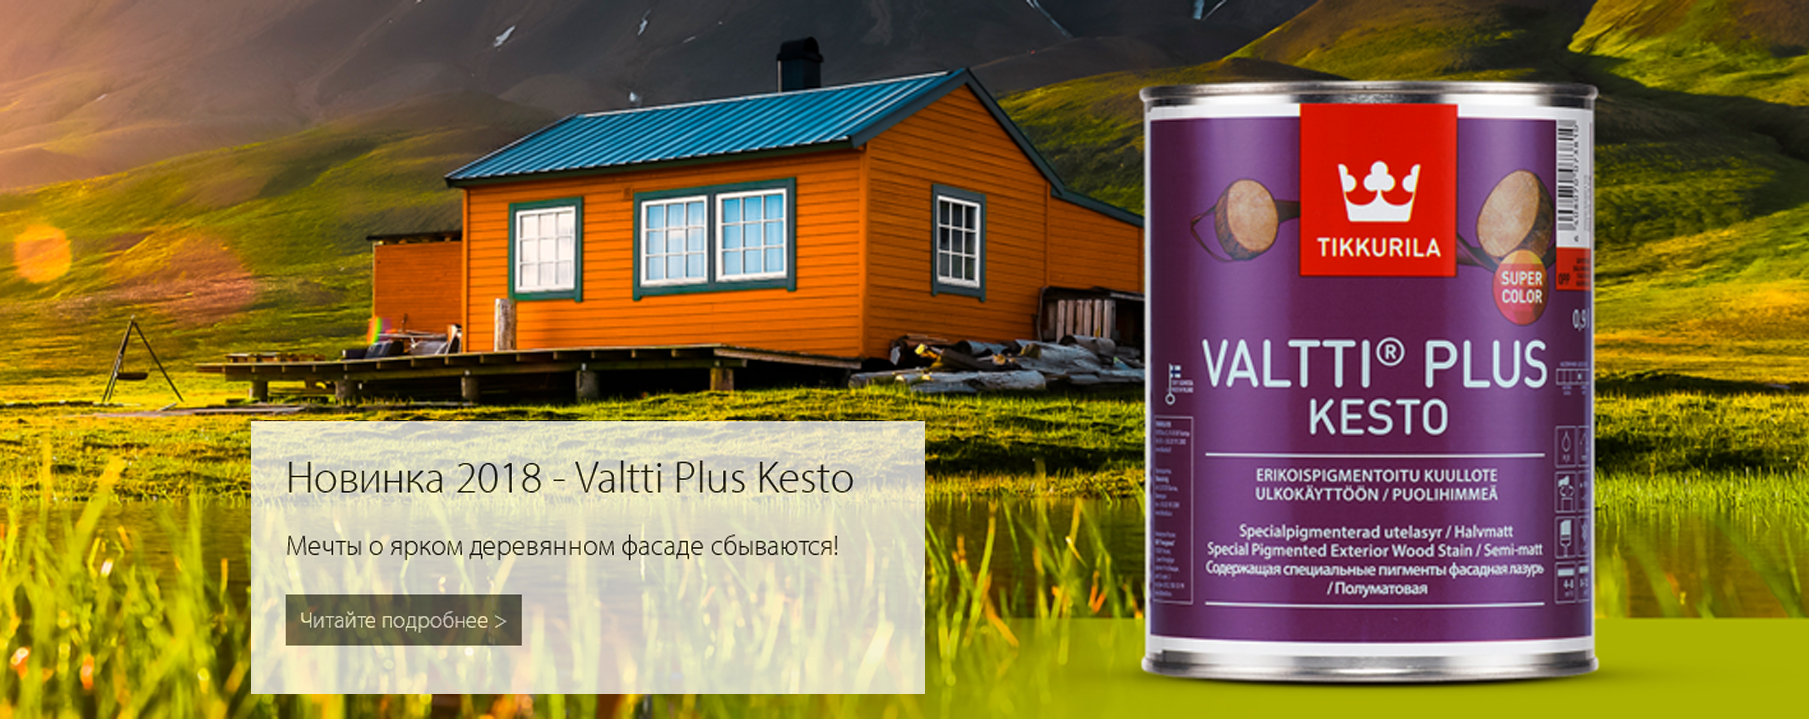 Новинка 2018 - Valtti Plus Kesto
Мечты о ярком деревянном фасаде сбываются!
Читайте подробнее >
TIKKURILA
SUPER
COLOR
VALTTI® PLUS
KESTO
ERIKOISPIGMENTOITU KUULLOTE
ULKOKÄYTTÖÖN / PUOLIHIMMEÄ
Specialpigmenterad utelasyr / Halvmatt
Special Pigmented Exterior Wood Stain / Semi-matt
Содержащая специальные пигменты фасадная лазурь
/ Полуматовая